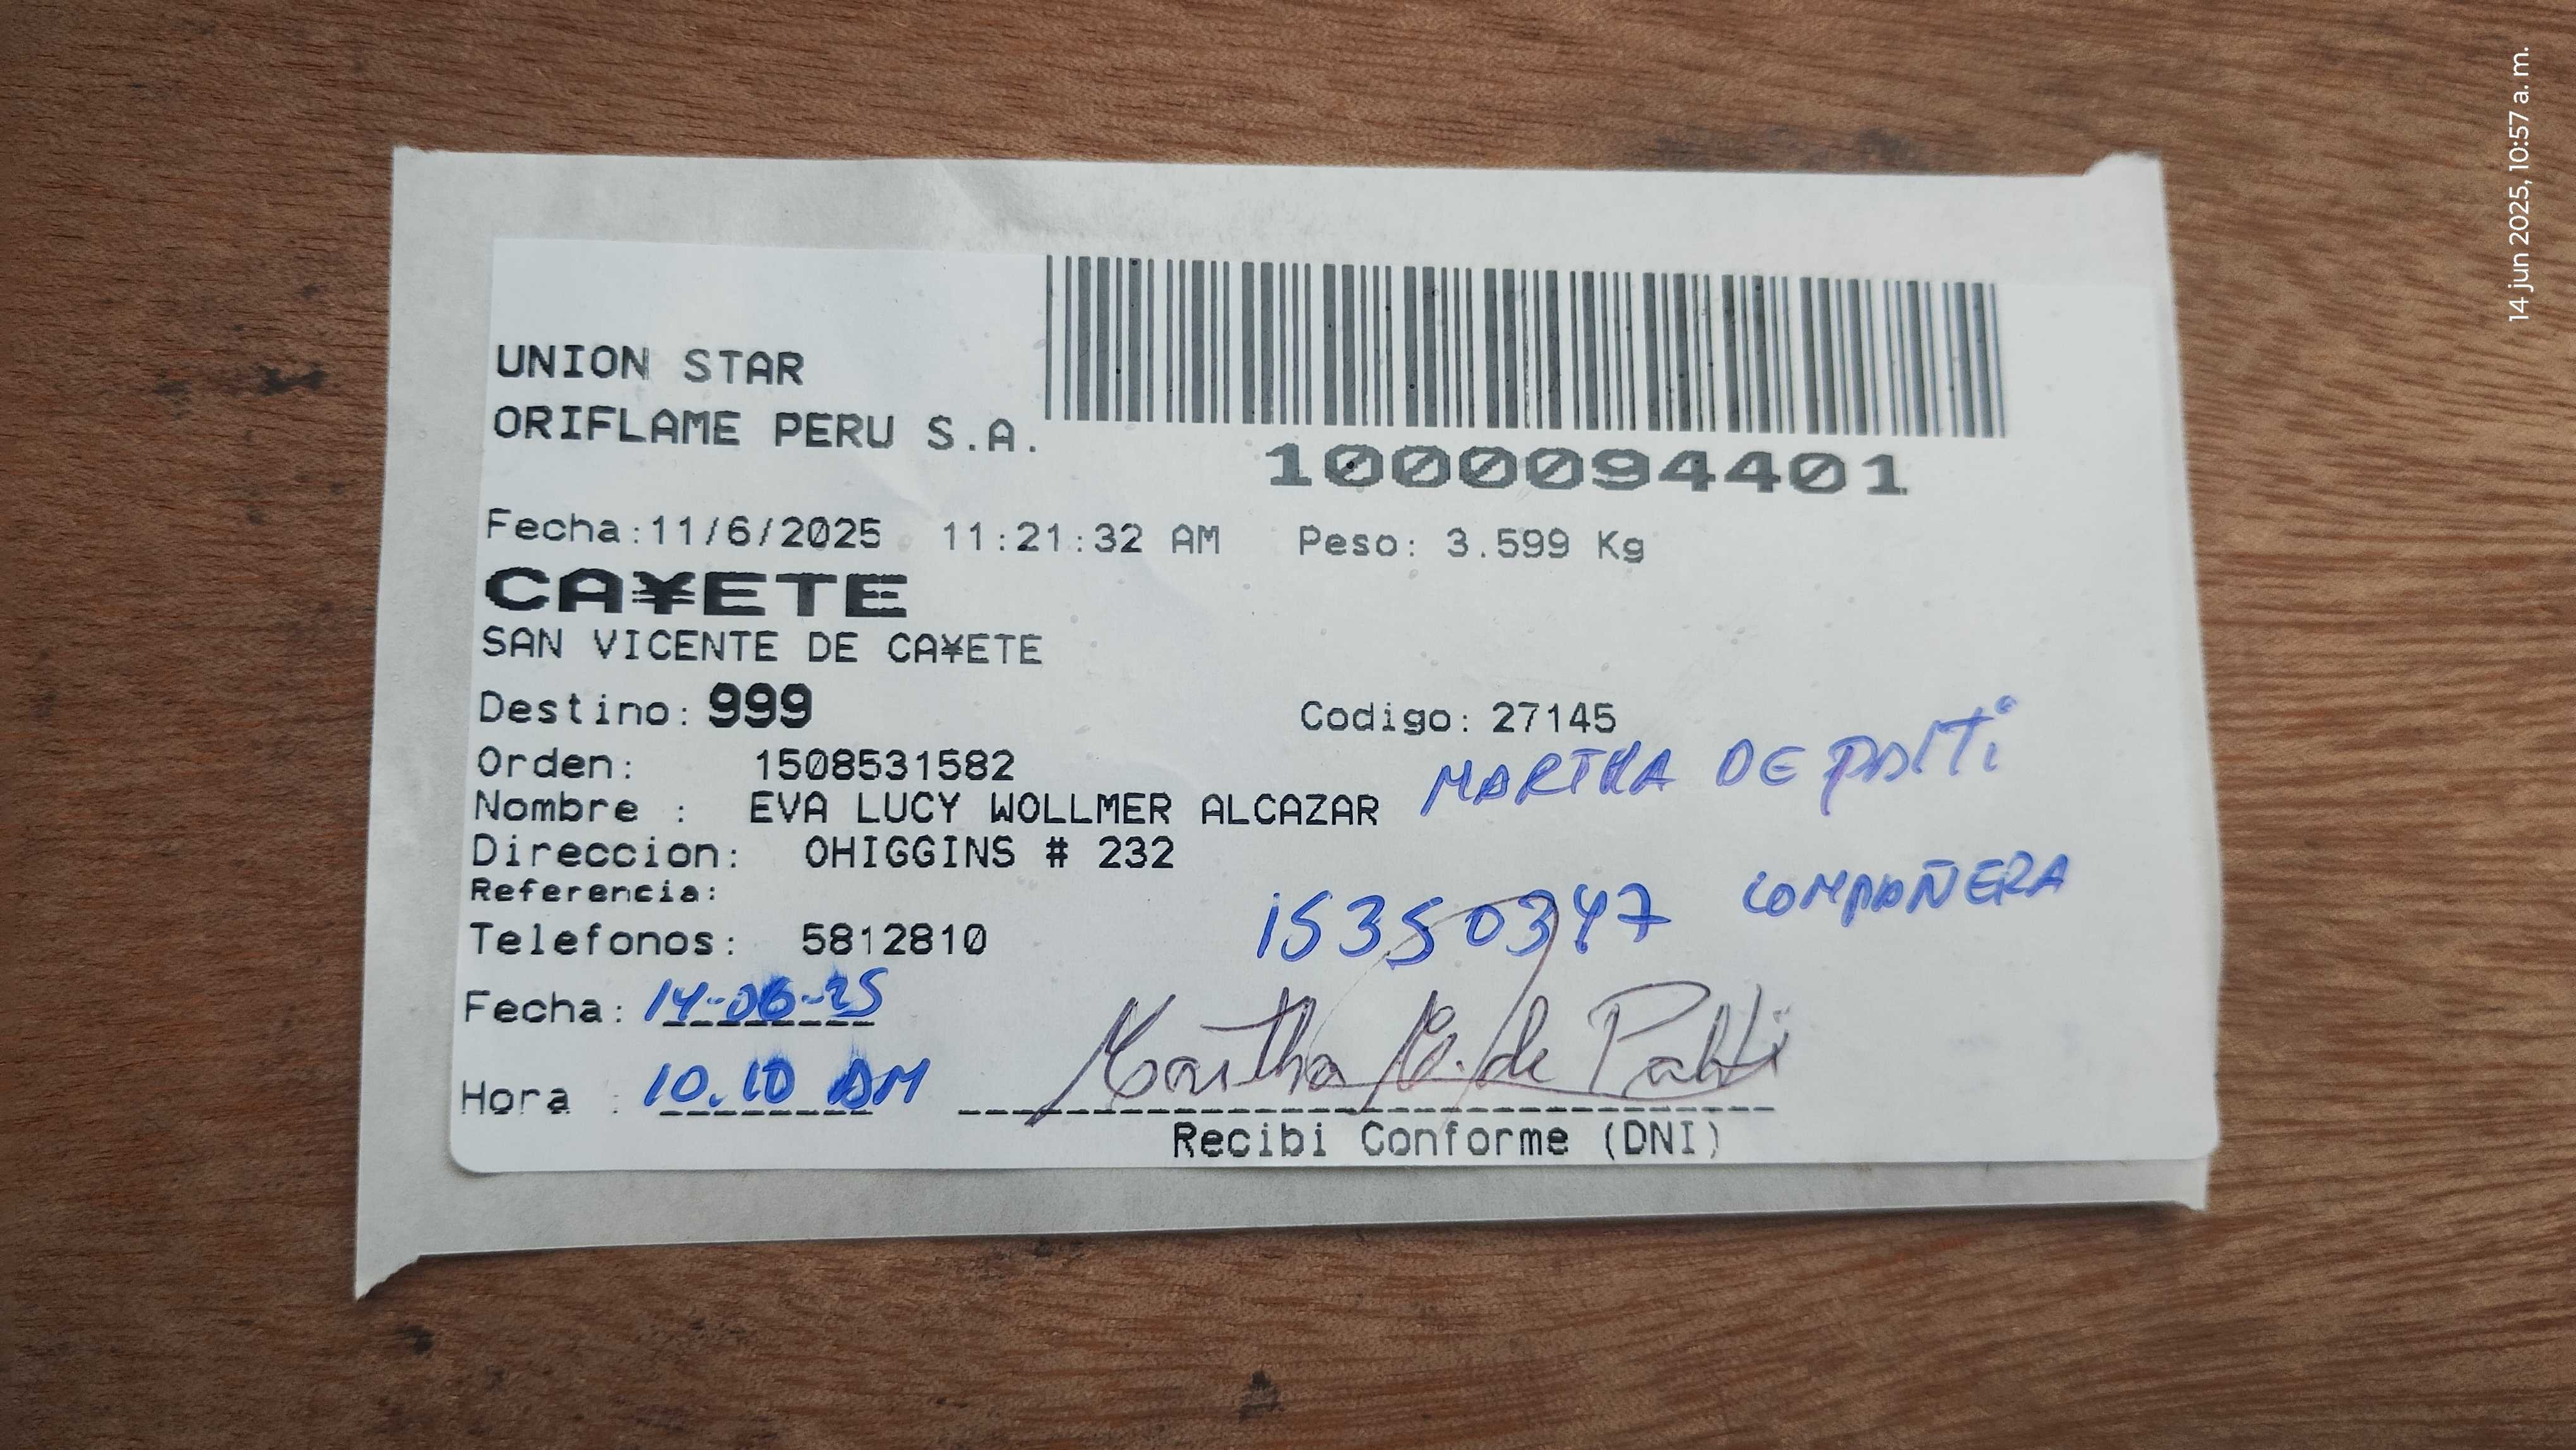 UNION STAR
ORIFLAME PERU S.A.
1000094401
Fecha:11/6/2025 11:21:32 AM Peso: 3.599 Kg
CA¥ETE
SAN VICENTE DE CA¥ETE
Destino: 999 Codigo: 27145
Orden: 1508531582
MARTHA DE
Nombre : EVA LUCY WOLLMER ALCAZAR
Direccion: OHIGGINS # 232
Referencia:
15350347 COMPAÑERA
Telefonos: 5812810
Fecha: 14-06-25
Hora : 10.10 AM
Martha de
Recibi Conforme (DNI)
14 jun 2025, 10:57 a. m.